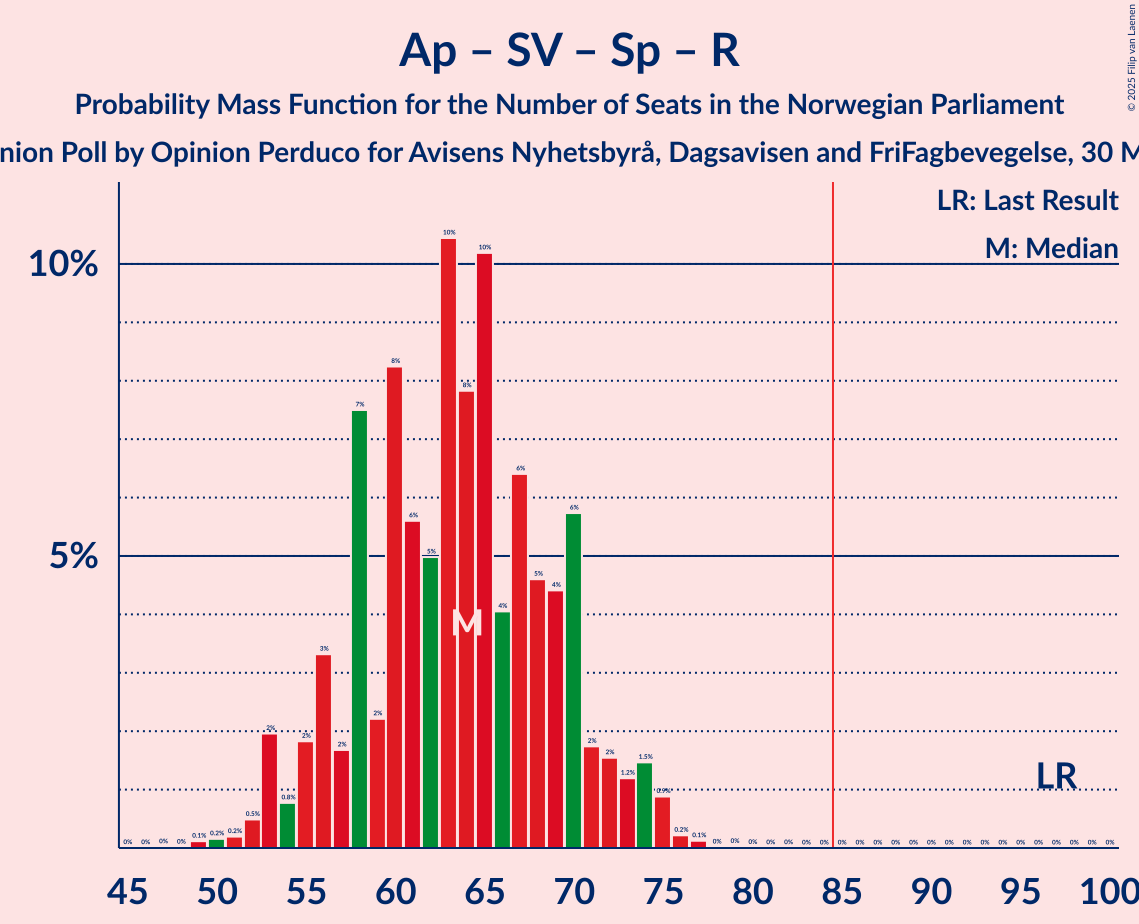 Ap – SV – Sp – R
Probability Mass Function for the Number of Seats in the Norwegian Parliament
nion Poll by Opinion Perduco for Avisens Nyhetsbyrå, Dagsavisen and FriFagbevegelse, 30 M
© 2025 Filip van Laenen
LR: Last Result
M: Median
10%
5%
0% 0% 0% 0% 0.1% 0.2% 0.2% 0.5% 2% 0.8% 2% 3% 2% 7% 2% 8% 6% 5% 10% 8% 10% 4% 6% 5% 4% 6% 2% 2% 1.2% 1.5% 0.9% 0.2% 0.1% 0% 0% 0% 0% 0% 0% 0% 0% 0% 0% 0% 0% 0% 0% 0% 0% 0% 0% 0% 0% 0% 0% 0%
M
LR
45 50 55 60 65 70 75 80 85 90 95 100